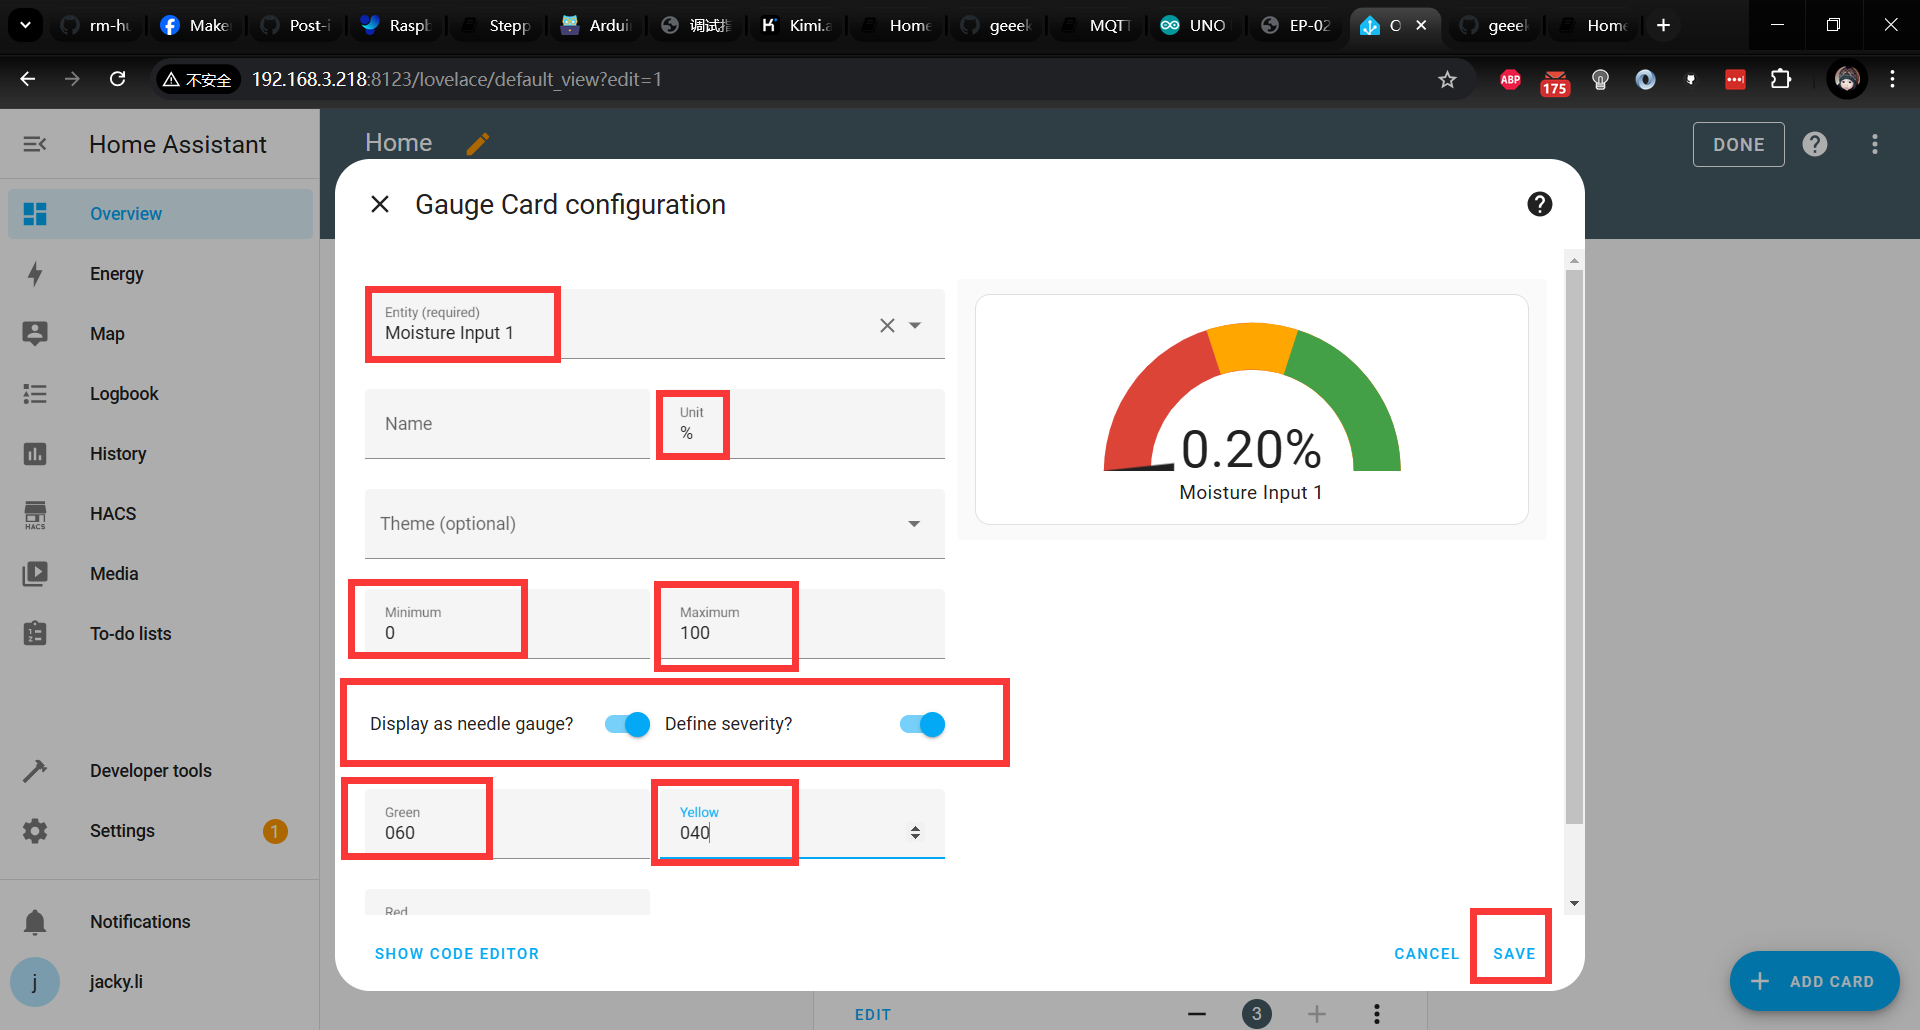 rm-hu
Make
Post-i
Raspb
Stepp
Ardui
调试指
Kimi.a
Home
geeek
MQTT
UNO
EP-02
O
geeek
Home
不安全
192.168.3.218:8123/lovelace/default_view?edit=1
ABP
175
Home Assistant
Home
DONE
Overview
Energy
Map
Logbook
History
HACS
HACS
Media
To-do lists
Developer tools
Settings
1
Notifications
j
jacky.li
Gauge Card configuration
Entity (required)
Moisture Input 1
Name
Unit
%
Theme (optional)
Minimum
0
Maximum
100
Display as needle gauge?
Define severity?
Green
060
Yellow
040
Red
0.20%
Moisture Input 1
SHOW CODE EDITOR
CANCEL
SAVE
EDIT
3
ADD CARD